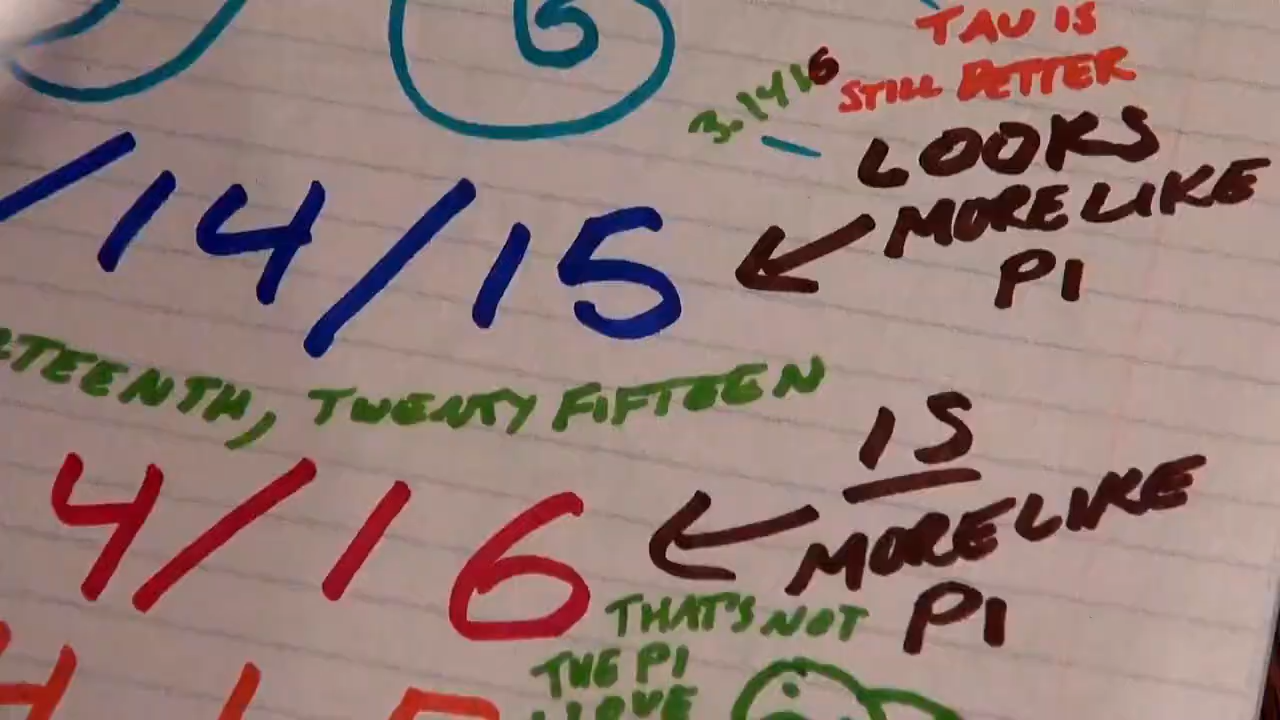 TAU IS
STILL BETTER
3.1416
LOOKS
MORE LIKE
PI
/14/15
TEENTH, TWENTY FIFTEEN
IS
MORE LIKE
PI
4/16
THAT'S NOT
THE PI
I LOVE